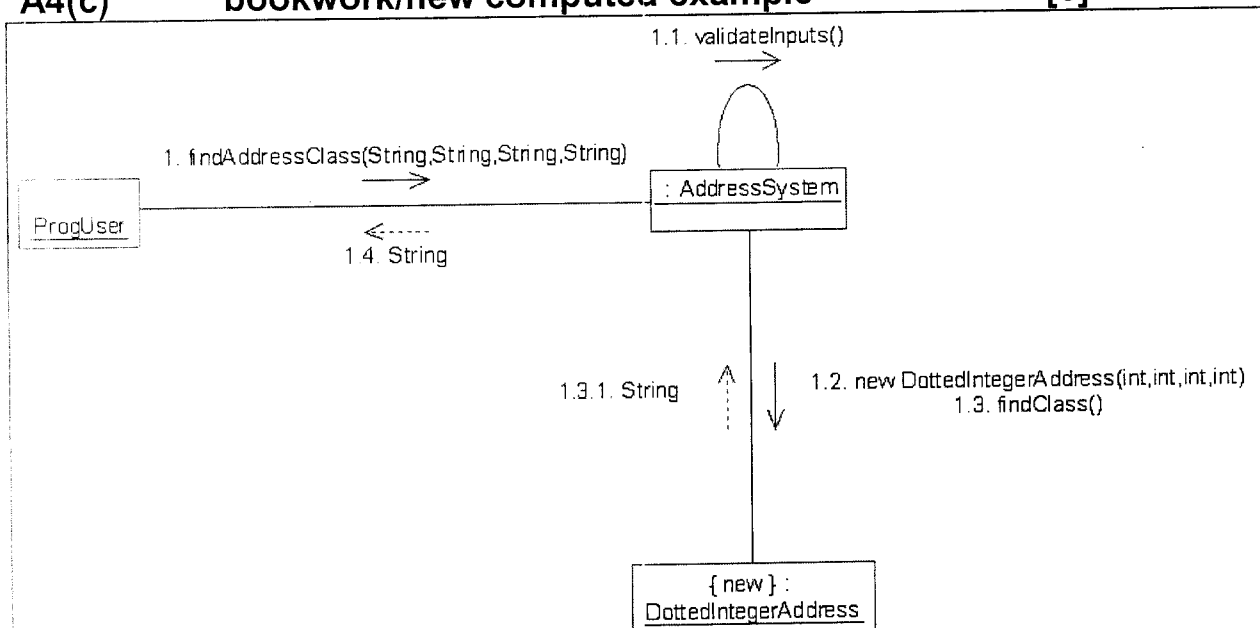 A4(c) bookwork/new computed example
1.1. validateInputs()
1. findAddressClass(String,String,String,String)
: AddressSystem
ProgUser
1.4. String
1.3.1. String
1.2. new DottedIntegerAddress(int,int,int,int)
1.3. findClass()
{new} :
DottedIntegerAddress